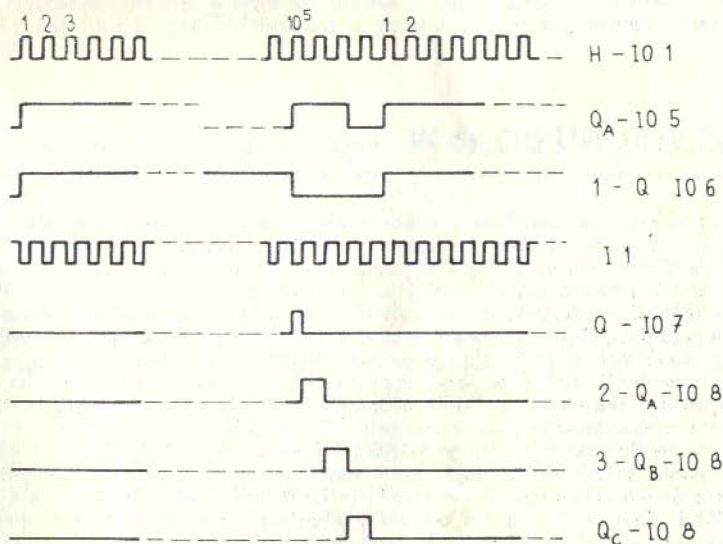 1 2 3 10⁵ 1 2
H-IO 1
Q_A-IO 5
1-Q IO 6
I 1
Q-IO 7
2-Q_A-IO 8
3-Q_B-IO 8
Q_C-IO 8